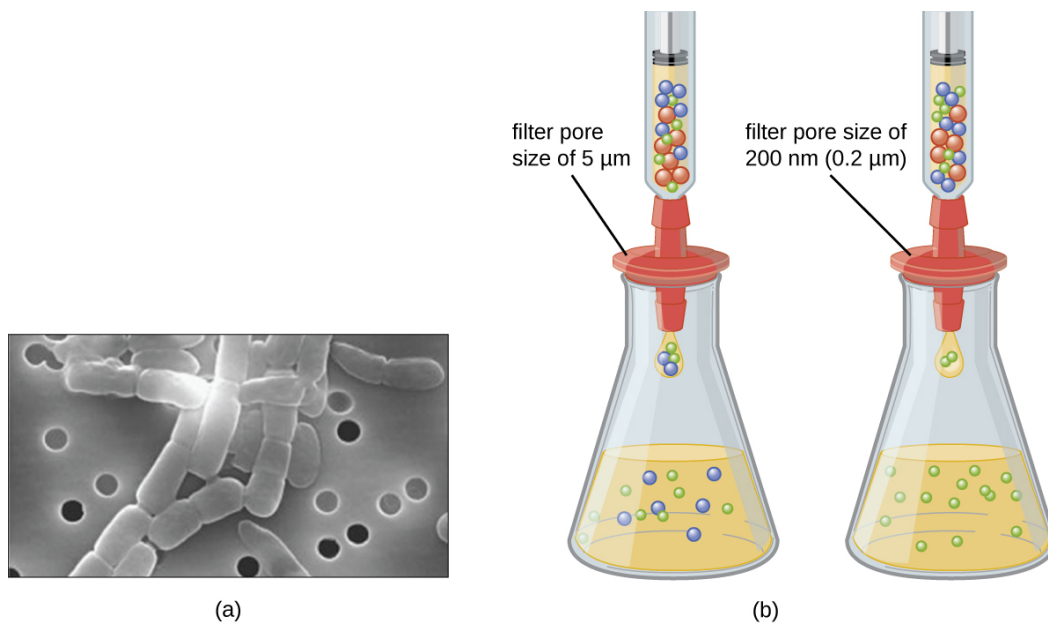 filter pore
size of 5 µm
filter pore size of
200 nm (0.2 µm)
(a)
(b)